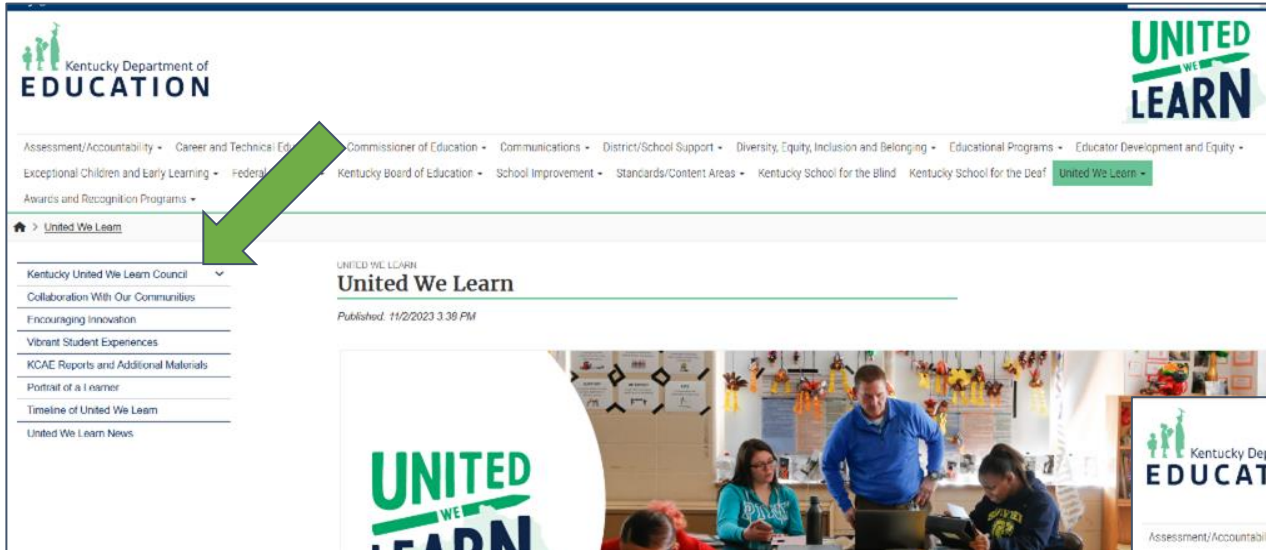 Kentucky Department of
EDUCATION
UNITED
WE
LEARN
Assessment/Accountability Career and Technical Edu Commissioner of Education Communications District/School Support Diversity, Equity, Inclusion and Belonging Educational Programs Educator Development and Equity
Exceptional Children and Early Learning Federal Kentucky Board of Education School Improvement Standards/Content Areas Kentucky School for the Blind Kentucky School for the Deaf United We Learn
Awards and Recognition Programs
> United We Learn
Kentucky United We Learn Council
Collaboration With Our Communities
Encouraging Innovation
Vibrant Student Experiences
KCAE Reports and Additional Materials
Portrait of a Learner
Timeline of United We Learn
United We Learn News
UNITED WE LEARN
United We Learn
Published: 11/2/2023 3:38 PM
UNITED
WE
LEARN
Kentucky Dep
EDUCAT
Assessment/Accountabil